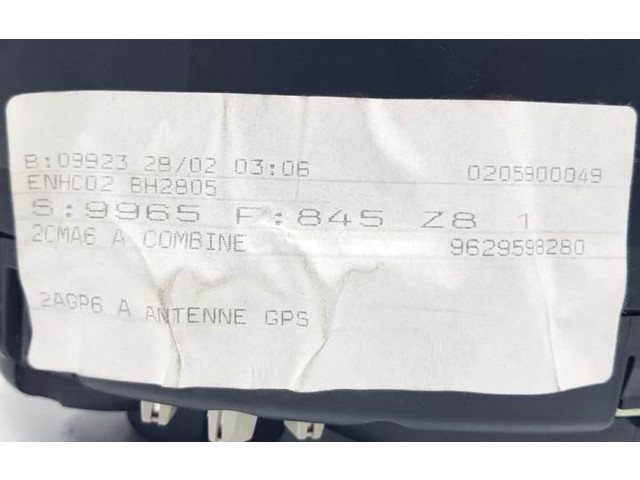 B:09923 28/02 03:06 0205900049
ENHC02 BH2805
S:9965 F:845 Z8 1
2CMA6 A COMBINE 9629598280
2AGP6 A ANTENNE GPS